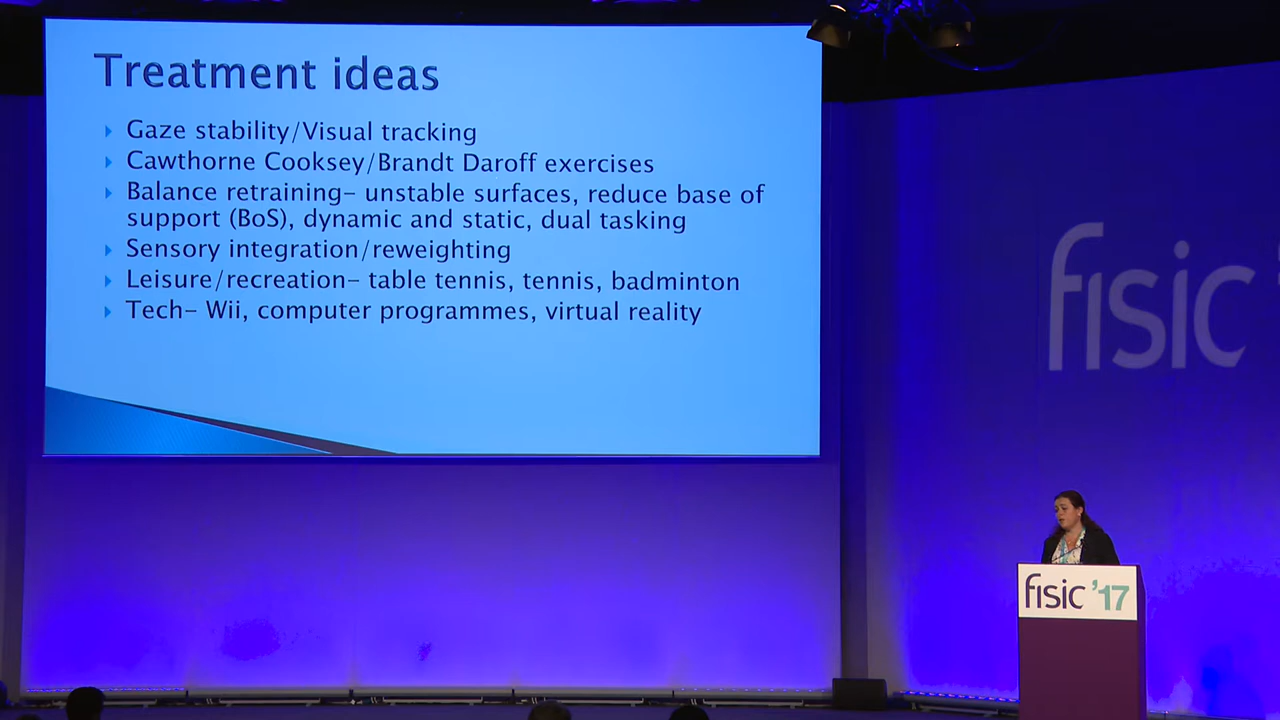 Treatment ideas
Gaze stability/Visual tracking
Cawthorne Cooksey/Brandt Daroff exercises
Balance retraining- unstable surfaces, reduce base of
support (BoS), dynamic and static, dual tasking
Sensory integration/reweighting
Leisure/recreation- table tennis, tennis, badminton
Tech- Wii, computer programmes, virtual reality
fisic '
fisic '17